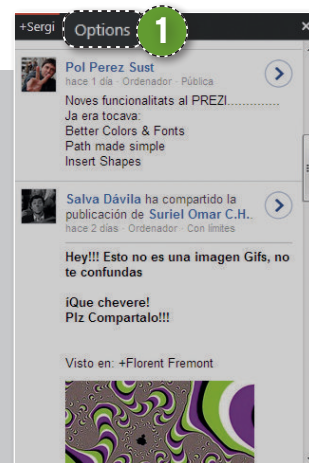 +Sergi Options 1 ×
Pol Perez Sust
hace 1 día · Ordenador · Pública
Noves funcionalitats al PREZI..............
Ja era tocava:
Better Colors & Fonts
Path made simple
Insert Shapes
Salva Dávila ha compartido la
publicación de Suriel Omar C.H..
hace 2 días · Ordenador · Con límites
Hey!!! Esto no es una imagen Gifs, no
te confundas
¡Que chevere!
Plz Compartalo!!!
Visto en: +Florent Fremont